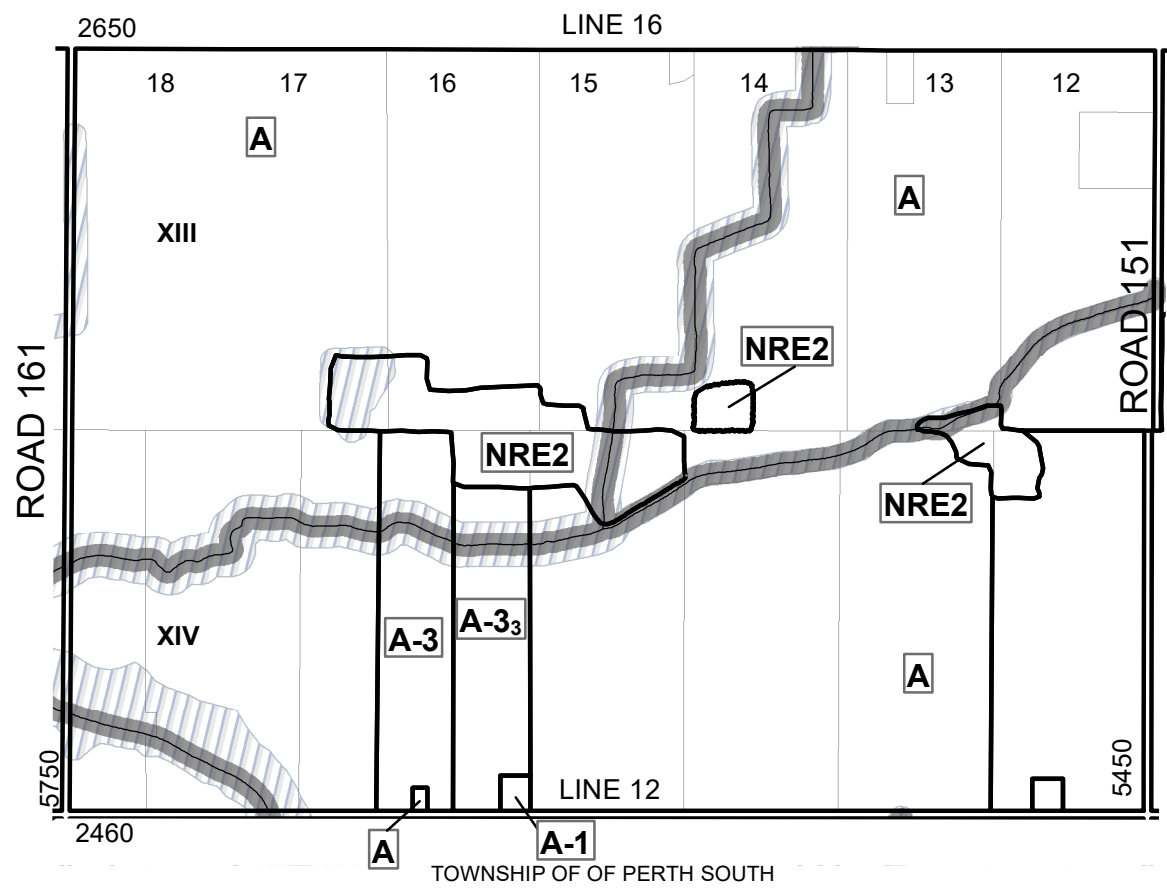 2650
LINE 16
18
17
16
15
14
13
12
A
A
XIII
ROAD 151
NRE2
ROAD 161
NRE2
NRE2
A-3₃
A-3
XIV
A
5750
5450
LINE 12
2460
A
A-1
TOWNSHIP OF OF PERTH SOUTH